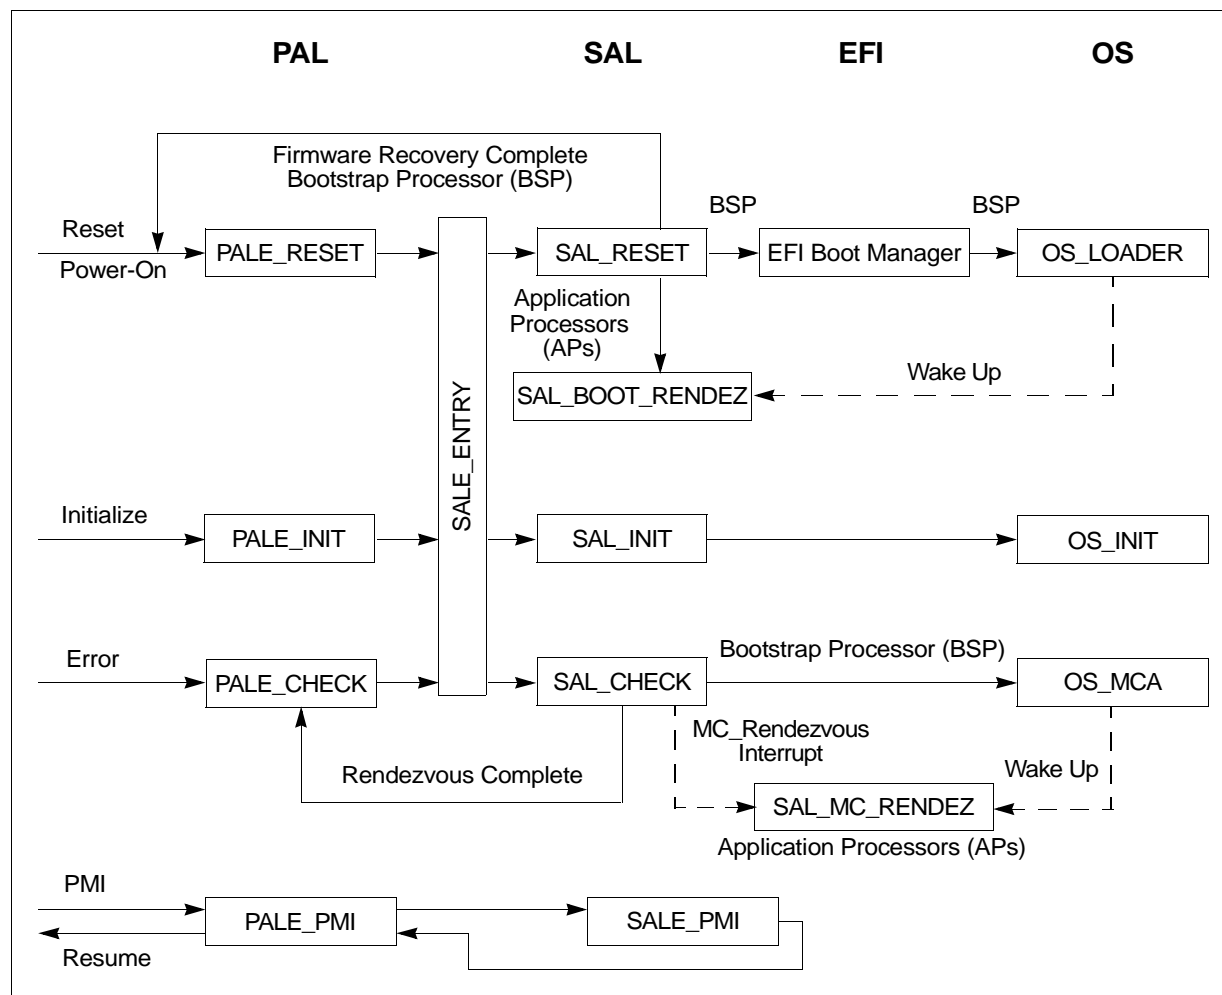 PAL SAL EFI OS
Firmware Recovery Complete
Bootstrap Processor (BSP)
BSP
BSP
Reset
Power-On
PALE_RESET
SAL_RESET
EFI Boot Manager
OS_LOADER
Application
Processors
(APs)
SAL_BOOT_RENDEZ
Wake Up
SALE_ENTRY
Initialize
PALE_INIT
SAL_INIT
OS_INIT
Error
PALE_CHECK
SAL_CHECK
Bootstrap Processor (BSP)
OS_MCA
MC_Rendezvous
Interrupt
Rendezvous Complete
Wake Up
SAL_MC_RENDEZ
Application Processors (APs)
PMI
PALE_PMI
SALE_PMI
Resume